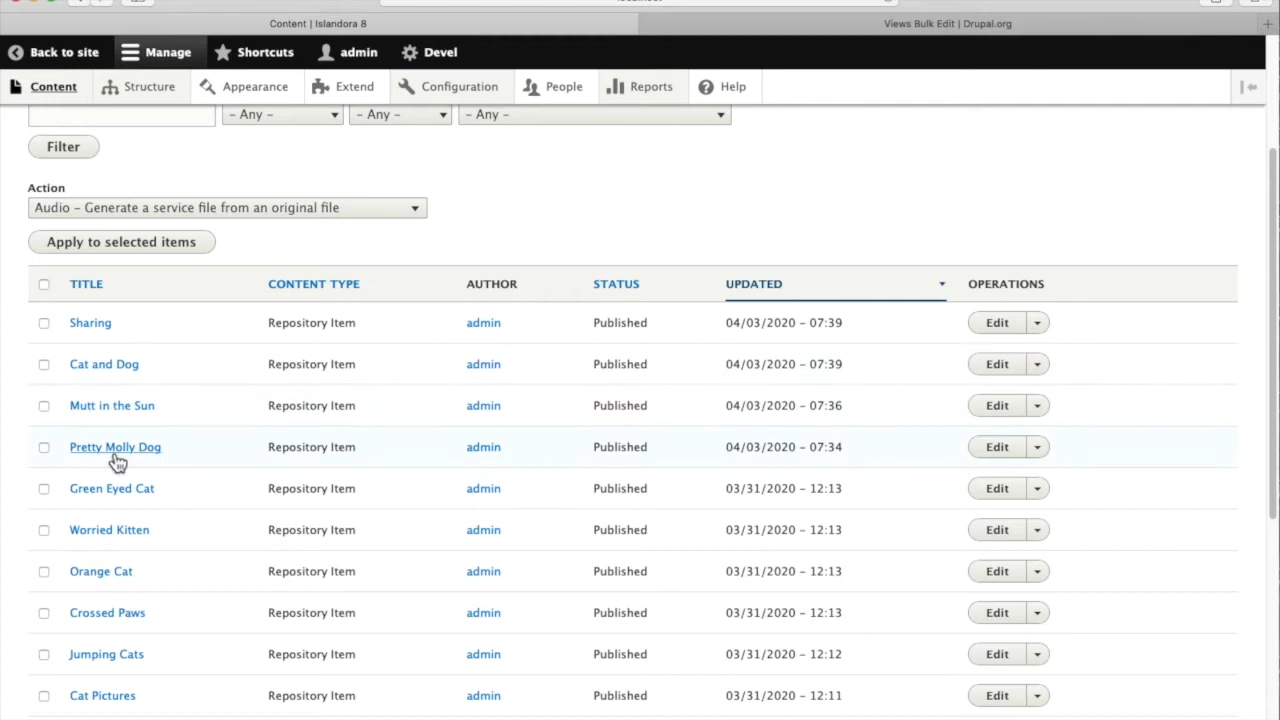 Content | Islandora 8 Views Bulk Edit | Drupal.org
Back to site Manage Shortcuts admin Devel
Content Structure Appearance Extend Configuration People Reports Help
- Any - - Any - - Any -
Filter
Action
Audio - Generate a service file from an original file
Apply to selected items
TITLE CONTENT TYPE AUTHOR STATUS UPDATED OPERATIONS
Sharing Repository Item admin Published 04/03/2020 - 07:39 Edit
Cat and Dog Repository Item admin Published 04/03/2020 - 07:39 Edit
Mutt in the Sun Repository Item admin Published 04/03/2020 - 07:36 Edit
Pretty Molly Dog Repository Item admin Published 04/03/2020 - 07:34 Edit
Green Eyed Cat Repository Item admin Published 03/31/2020 - 12:13 Edit
Worried Kitten Repository Item admin Published 03/31/2020 - 12:13 Edit
Orange Cat Repository Item admin Published 03/31/2020 - 12:13 Edit
Crossed Paws Repository Item admin Published 03/31/2020 - 12:13 Edit
Jumping Cats Repository Item admin Published 03/31/2020 - 12:12 Edit
Cat Pictures Repository Item admin Published 03/31/2020 - 12:11 Edit